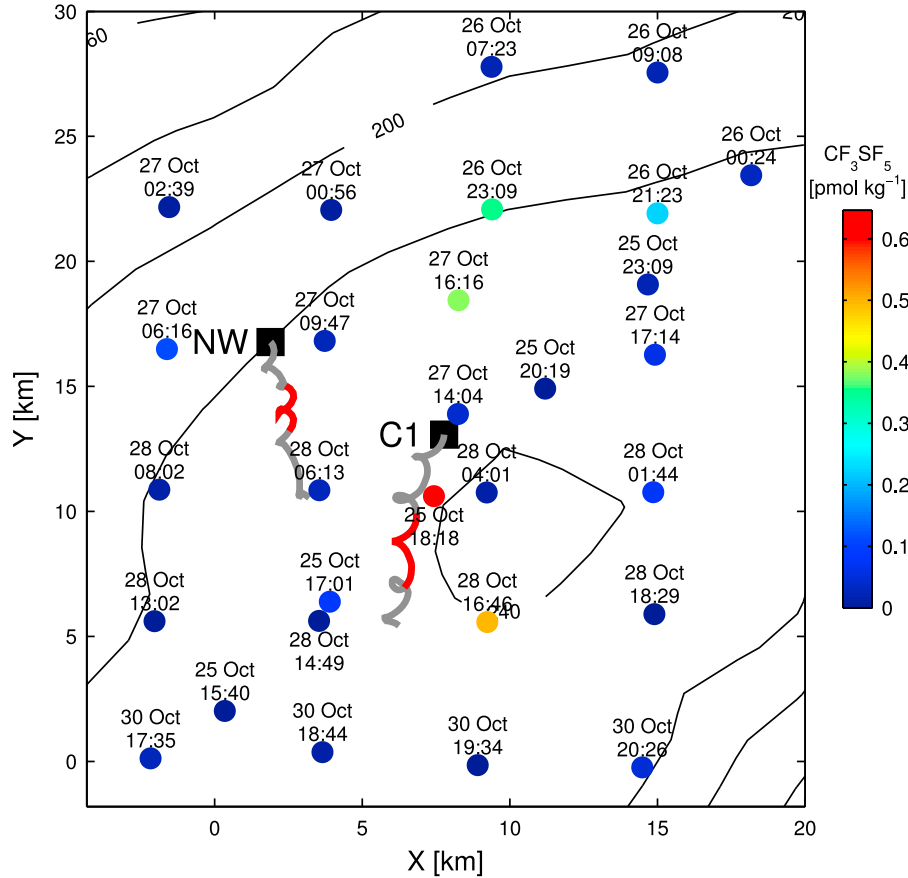 30
25
20
15
10
5
0
0
5
10
15
20
X [km]
Y [km]
60
200
20
240
26 Oct
07:23
26 Oct
09:08
26 Oct
00:24
27 Oct
02:39
27 Oct
00:56
26 Oct
23:09
26 Oct
21:23
25 Oct
23:09
27 Oct
16:16
27 Oct
06:16
NW
27 Oct
09:47
27 Oct
17:14
25 Oct
20:19
27 Oct
14:04
C1
28 Oct
08:02
28 Oct
06:13
28 Oct
04:01
28 Oct
01:44
25 Oct
18:18
28 Oct
13:02
25 Oct
17:01
28 Oct
14:49
28 Oct
16:46
28 Oct
18:29
25 Oct
15:40
30 Oct
17:35
30 Oct
18:44
30 Oct
19:34
30 Oct
20:26
CF₃SF₅
[pmol kg⁻¹]
0.6
0.5
0.4
0.3
0.2
0.1
0